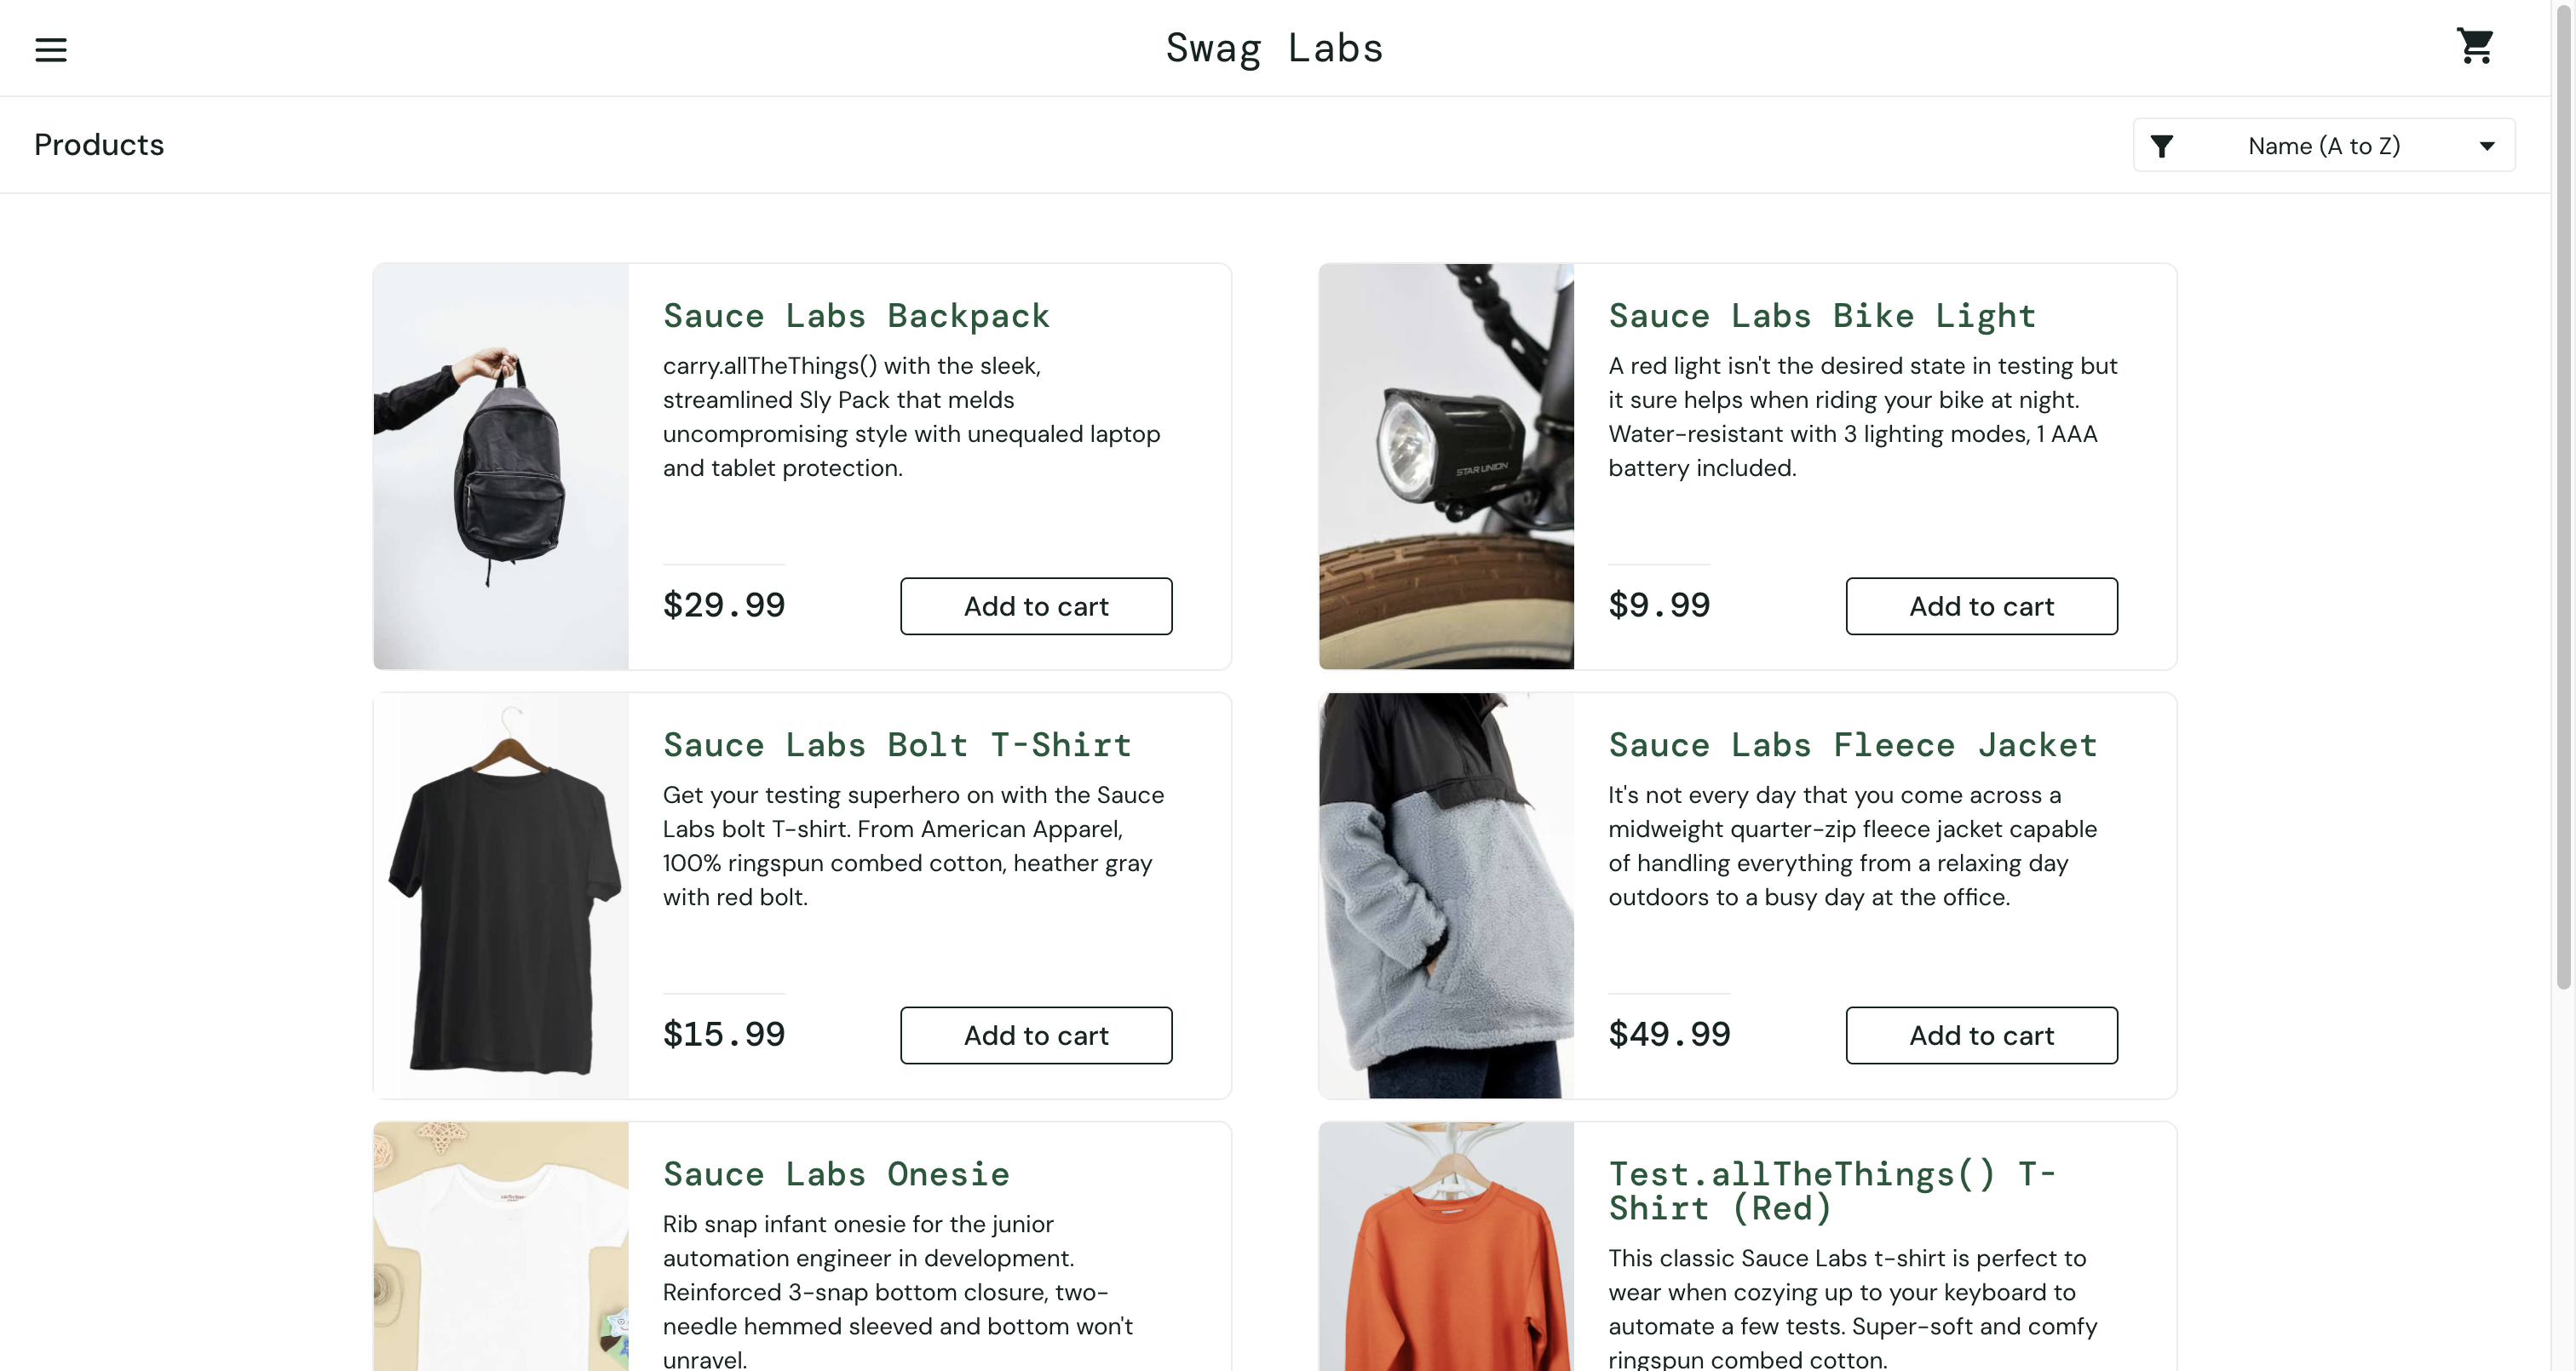 Swag Labs
Products
Name (A to Z)
Sauce Labs Backpack
carry.allTheThings() with the sleek,
streamlined Sly Pack that melds
uncompromising style with unequaled laptop
and tablet protection.
$29.99
Add to cart
STAR UNION
Sauce Labs Bike Light
A red light isn't the desired state in testing but
it sure helps when riding your bike at night.
Water-resistant with 3 lighting modes, 1 AAA
battery included.
$9.99
Add to cart
Sauce Labs Bolt T-Shirt
Get your testing superhero on with the Sauce
Labs bolt T-shirt. From American Apparel,
100% ringspun combed cotton, heather gray
with red bolt.
$15.99
Add to cart
Sauce Labs Fleece Jacket
It's not every day that you come across a
midweight quarter-zip fleece jacket capable
of handling everything from a relaxing day
outdoors to a busy day at the office.
$49.99
Add to cart
Sauce Labs Onesie
Rib snap infant onesie for the junior
automation engineer in development.
Reinforced 3-snap bottom closure, two-
needle hemmed sleeved and bottom won't
unravel.
Test.allTheThings() T-
Shirt (Red)
This classic Sauce Labs t-shirt is perfect to
wear when cozying up to your keyboard to
automate a few tests. Super-soft and comfy
ringspun combed cotton.